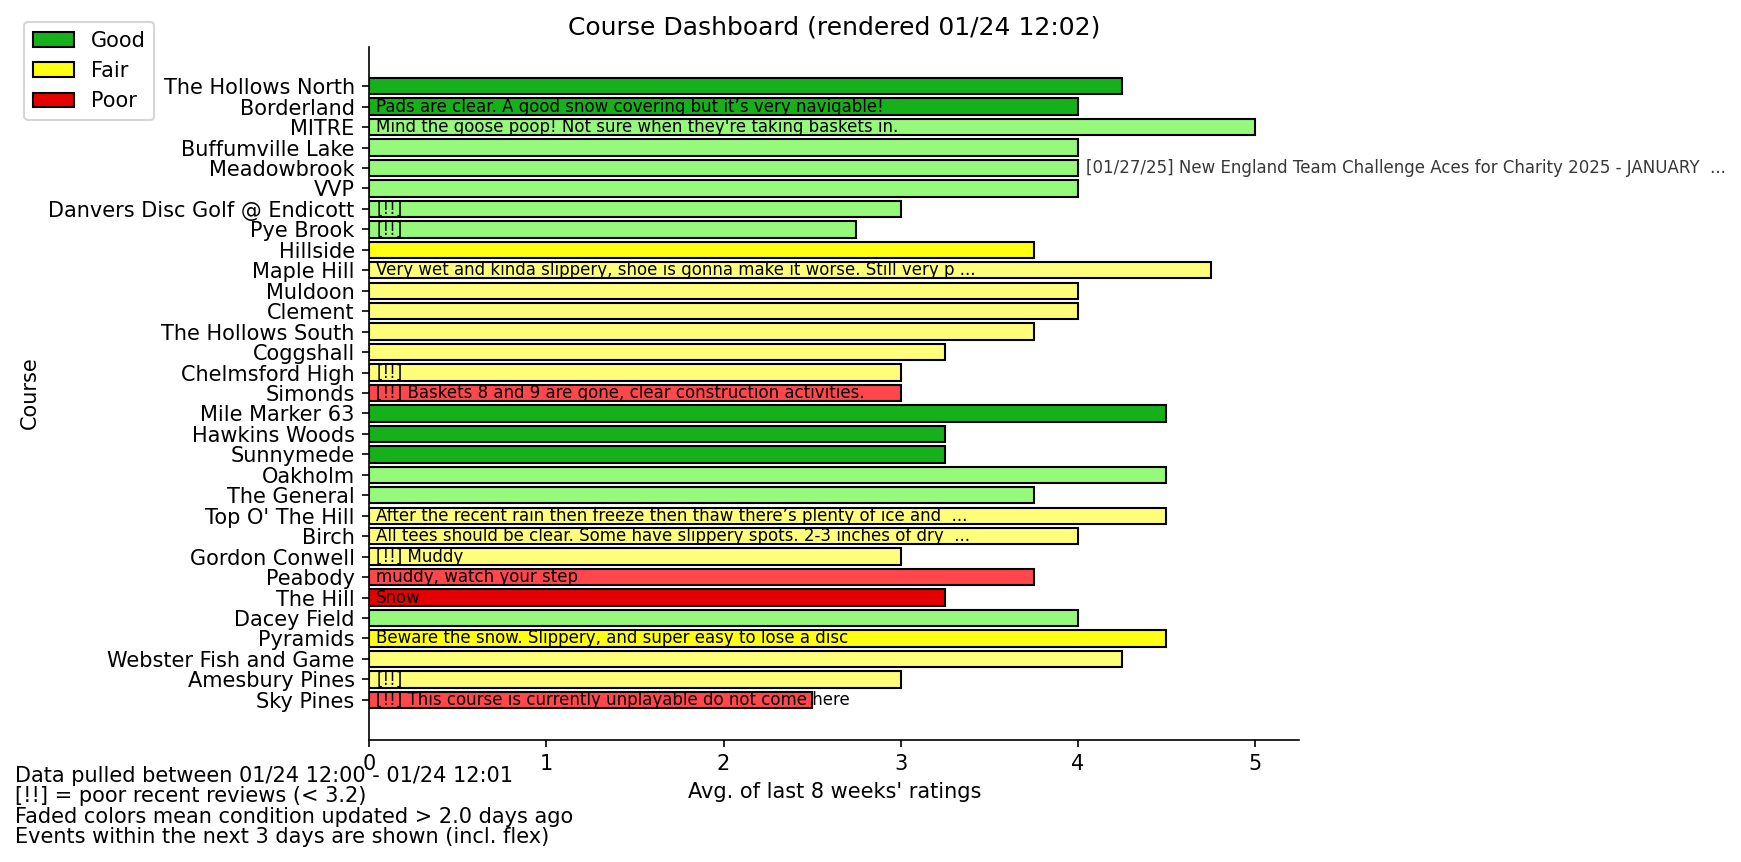 Course Dashboard (rendered 01/24 12:02)
Good
Fair
Poor
Course
The Hollows North
Borderland Pads are clear. A good snow covering but it’s very navigable!
MITRE Mind the goose poop! Not sure when they're taking baskets in.
Buffumville Lake
Meadowbrook [01/27/25] New England Team Challenge Aces for Charity 2025 - JANUARY ...
VVP
Danvers Disc Golf @ Endicott [!!]
Pye Brook [!!]
Hillside
Maple Hill Very wet and kinda slippery, shoe is gonna make it worse. Still very p ...
Muldoon
Clement
The Hollows South
Coggshall
Chelmsford High [!!]
Simonds [!!] Baskets 8 and 9 are gone, clear construction activities.
Mile Marker 63
Hawkins Woods
Sunnymede
Oakholm
The General
Top O' The Hill After the recent rain then freeze then thaw there’s plenty of ice and ...
Birch All tees should be clear. Some have slippery spots. 2-3 inches of dry ...
Gordon Conwell [!!] Muddy
Peabody muddy, watch your step
The Hill Snow
Dacey Field
Pyramids Beware the snow. Slippery, and super easy to lose a disc
Webster Fish and Game
Amesbury Pines [!!]
Sky Pines [!!] This course is currently unplayable do not come here
0 1 2 3 4 5
Avg. of last 8 weeks' ratings
Data pulled between 01/24 12:00 - 01/24 12:01
[!!] = poor recent reviews (< 3.2)
Faded colors mean condition updated > 2.0 days ago
Events within the next 3 days are shown (incl. flex)